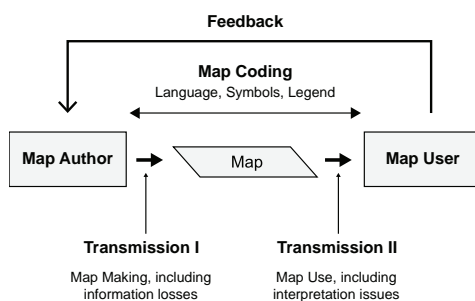 Feedback
Map Coding
Language, Symbols, Legend
Map Author
Map
Map User
Transmission I
Map Making, including
information losses
Transmission II
Map Use, including
interpretation issues